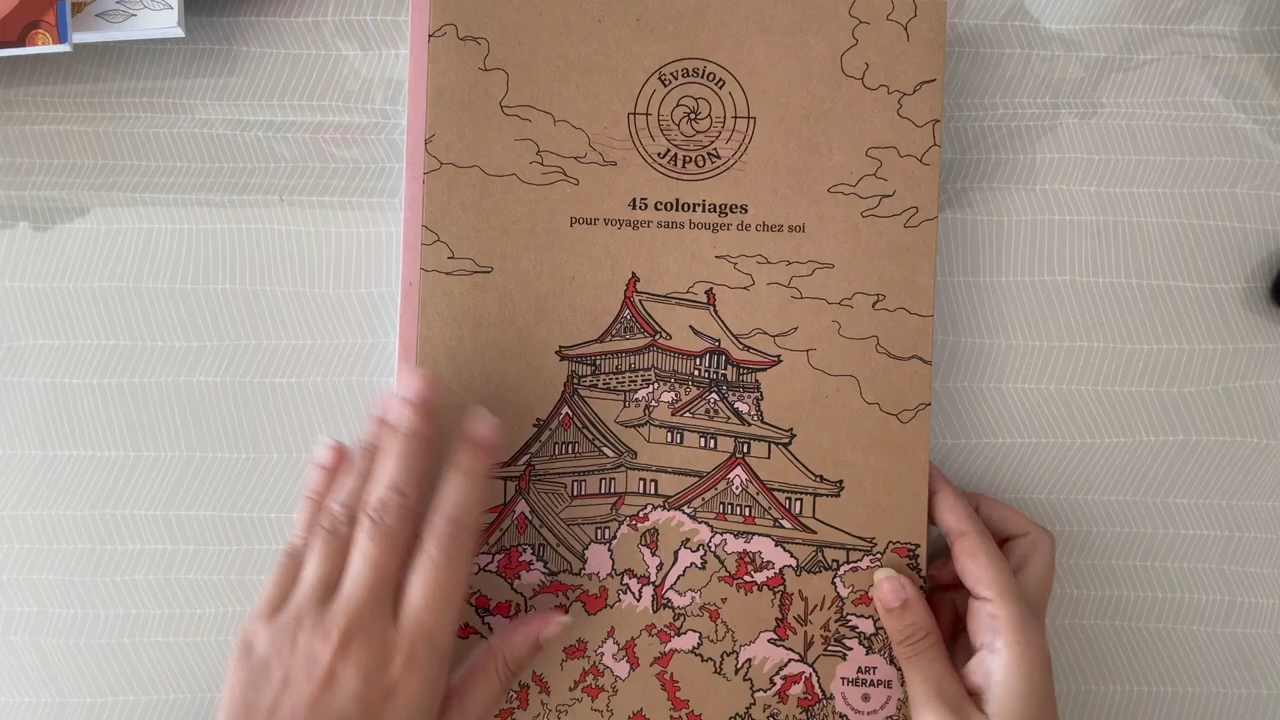 Évasion
JAPON
45 coloriages
pour voyager sans bouger de chez soi
ART
THÉRAPIE
coloriages anti-stress